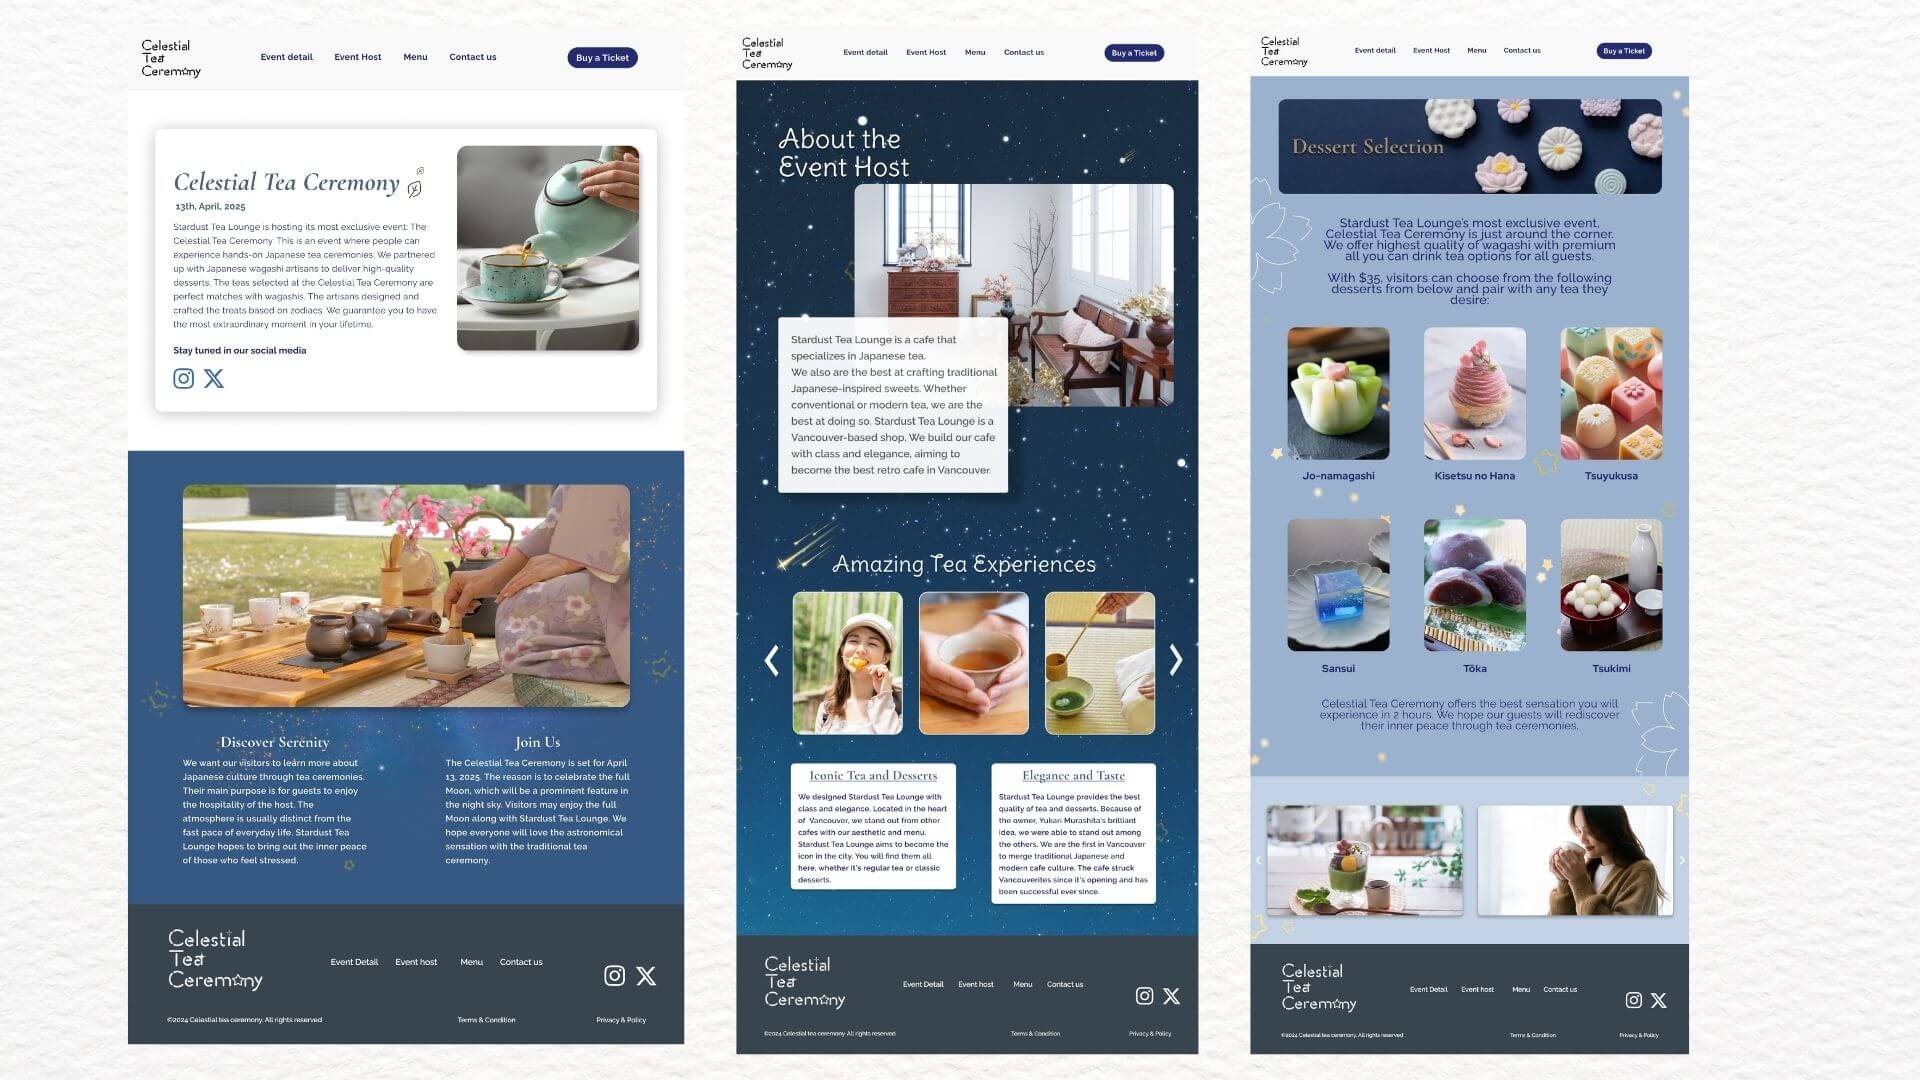 Celestial
Tea
Ceremony
Event detail
Event Host
Menu
Contact us
Buy a Ticket
Celestial Tea Ceremony
13th, April, 2025
Stardust Tea Lounge is hosting its most exclusive event: The
Celestial Tea Ceremony. This is an event where people can
experience hands-on Japanese tea ceremonies. We partnered
up with Japanese wagashi artisans to deliver high-quality
desserts. The teas selected at the Celestial Tea Ceremony are
perfect matches with wagashis. The artisans designed and
crafted the treats based on zodiacs. We guarantee you to have
the most extraordinary moment in your lifetime.
Stay tuned in our social media
Discover Serenity
We want our visitors to learn more about
Japanese culture through tea ceremonies.
Their main purpose is for guests to enjoy
the hospitality of the host. The
atmosphere is usually distinct from the
fast pace of everyday life. Stardust Tea
Lounge hopes to bring out the inner peace
of those who feel stressed.
Join Us
The Celestial Tea Ceremony is set for April
13, 2025. The reason is to celebrate the full
Moon, which will be a prominent feature in
the night sky. Visitors may enjoy the full
Moon along with Stardust Tea Lounge. We
hope everyone will love the astronomical
sensation with the traditional tea
ceremony.
Celestial
Tea
Ceremony
Event Detail
Event host
Menu
Contact us
©2024 Celestial tea ceremony. All rights reserved
Terms & Condition
Privacy & Policy
Celestial
Tea
Ceremony
Event detail
Event Host
Menu
Contact us
Buy a Ticket
About the
Event Host
Stardust Tea Lounge is a cafe that
specializes in Japanese tea.
We also are the best at crafting traditional
Japanese-inspired sweets. Whether
conventional or modern tea, we are the
best at doing so. Stardust Tea Lounge is a
Vancouver-based shop. We build our cafe
with class and elegance, aiming to
become the best retro cafe in Vancouver.
Amazing Tea Experiences
Iconic Tea and Desserts
We designed Stardust Tea Lounge with
class and elegance. Located in the heart
of Vancouver, we stand out from other
cafes with our aesthetic and menu.
Stardust Tea Lounge aims to become the
icon in the city. You will find them all
here, whether it's regular tea or classic
desserts.
Elegance and Taste
Stardust Tea Lounge provides the best
quality of tea and desserts. Because of
the owner, Yukari Murashita's brilliant
idea, we were able to stand out among
the others. We are the first in Vancouver
to merge traditional Japanese and
modern cafe culture. The cafe struck
Vancouverites since it's opening and has
been successful ever since.
Celestial
Tea
Ceremony
Event Detail
Event host
Menu
Contact us
©2024 Celestial tea ceremony. All rights reserved
Terms & Condition
Privacy & Policy
Celestial
Tea
Ceremony
Event detail
Event Host
Menu
Contact us
Buy a Ticket
Dessert Selection
Stardust Tea Lounge's most exclusive event,
Celestial Tea Ceremony is just around the corner.
We offer highest quality of wagashi with premium
all you can drink tea options for all guests.
With $35, visitors can choose from the following
desserts from below and pair with any tea they
desire:
Jo-namagashi
Kisetsu no Hana
Tsuyukusa
Sansui
Tōka
Tsukimi
Celestial Tea Ceremony offers the best sensation you will
experience in 2 hours. We hope our guests will rediscover
their inner peace through tea ceremonies.
Celestial
Tea
Ceremony
Event Detail
Event host
Menu
Contact us
©2024 Celestial tea ceremony. All rights reserved
Terms & Condition
Privacy & Policy